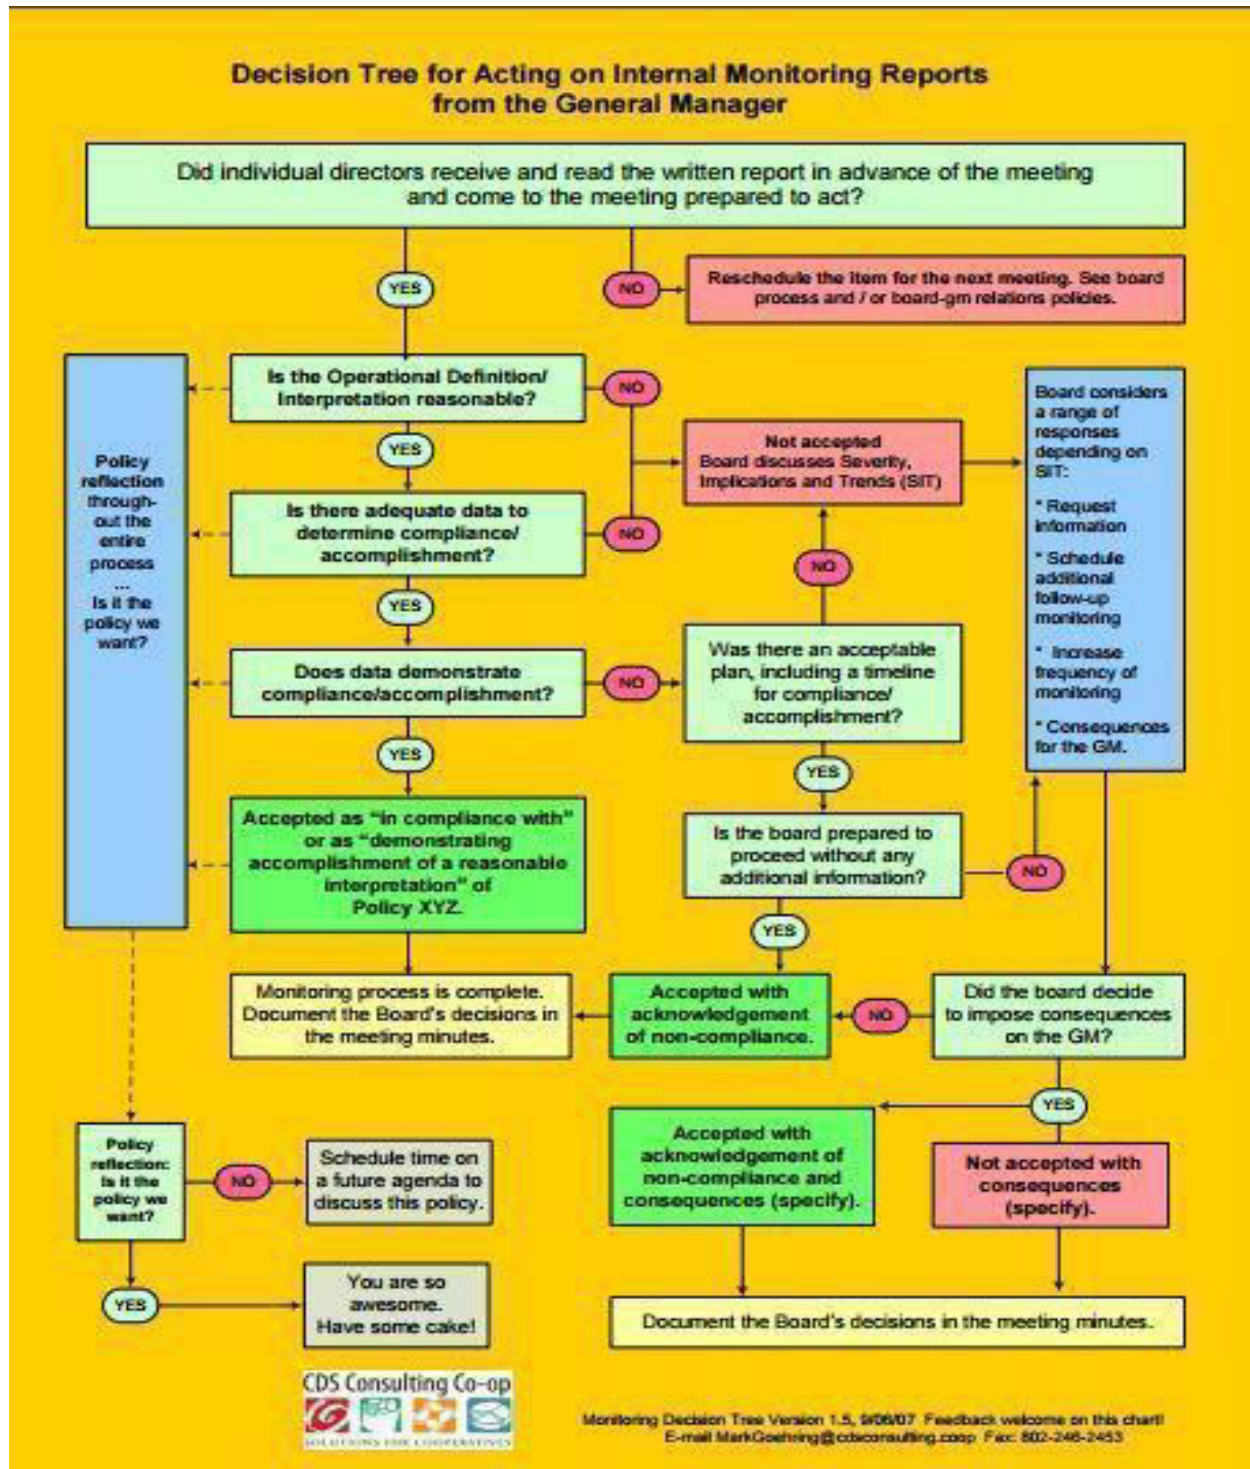 Decision Tree for Acting on Internal Monitoring Reports
from the General Manager
Did individual directors receive and read the written report in advance of the meeting
and come to the meeting prepared to act?
YES
NO
Reschedule the item for the next meeting. See board
process and / or board-gm relations policies.
Policy
reflection
through-
out the
entire
process
...
Is it the
policy we
want?
Is the Operational Definition/
Interpretation reasonable?
NO
YES
Is there adequate data to
determine compliance/
accomplishment?
NO
YES
Not accepted
Board discusses Severity,
Implications and Trends (SIT)
NO
Board considers
a range of
responses
depending on
SIT:
* Request
information
* Schedule
additional
follow-up
monitoring
* Increase
frequency of
monitoring
* Consequences
for the GM.
Does data demonstrate
compliance/accomplishment?
NO
Was there an acceptable
plan, including a timeline
for compliance/
accomplishment?
YES
YES
Accepted as “in compliance with”
or as “demonstrating
accomplishment of a reasonable
interpretation” of
Policy XYZ.
Is the board prepared to
proceed without any
additional information?
NO
YES
Monitoring process is complete.
Document the Board's decisions in
the meeting minutes.
Accepted with
acknowledgement
of non-compliance.
NO
Did the board decide
to impose consequences
on the GM?
YES
Accepted with
acknowledgement of
non-compliance and
consequences (specify).
Not accepted with
consequences
(specify).
Policy
reflection:
Is it the
policy we
want?
NO
Schedule time on
a future agenda to
discuss this policy.
YES
You are so
awesome.
Have some cake!
Document the Board's decisions in the meeting minutes.
CDS Consulting Co-op
SOLUTIONS FOR COOPERATIVES
Monitoring Decision Tree Version 1.5, 9/06/07 Feedback welcome on this chart!
E-mail MarkGoehring@cdsconsulting.coop Fax: 802-246-2453